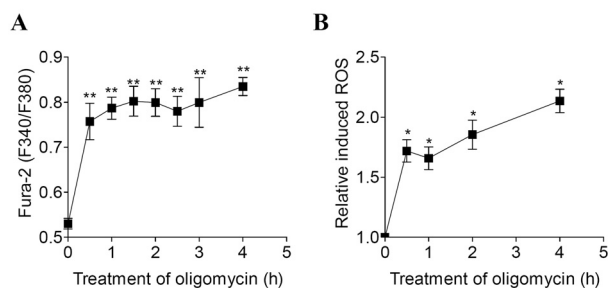 A
Fura-2 (F340/F380)
0.9
0.8
0.7
0.6
0.5
** ** ** ** ** ** **
0 1 2 3 4 5
Treatment of oligomycin (h)
B
Relative induced ROS
2.5
2.0
1.5
1.0
* * * *
0 1 2 3 4 5
Treatment of oligomycin (h)